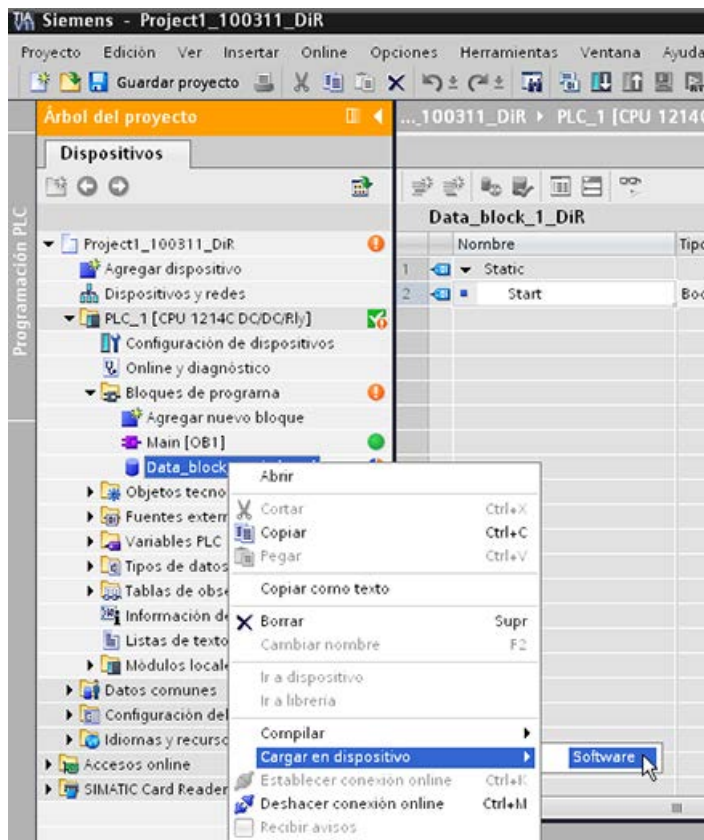 Siemens - Project1_100311_DiR
Proyecto Edición Ver Insertar Online Opciones Herramientas Ventana Ayuda
Guardar proyecto
Árbol del proyecto
..._100311_DiR PLC_1 [CPU 1214C
Dispositivos
Programación PLC
Data_block_1_DiR
Nombre
Project1_100311_DiR
Agregar dispositivo
1 Static
Dispositivos y redes
2 Start
PLC_1 [CPU 1214C DC/DC/Rly]
Configuración de dispositivos
Online y diagnóstico
Bloques de programa
Agregar nuevo bloque
Main [OB1]
Data_block
Objetos tecno
Fuentes extern
Variables PLC
Tipos de datos
Tablas de obse
Información de
Listas de texto
Módulos locale
Datos comunes
Configuración del
Idiomas y recurso
Accesos online
SIMATIC Card Reader
Abrir
Cortar Ctrl+X
Copiar Ctrl+C
Pegar Ctrl+V
Copiar como texto
Borrar Supr
Cambiar nombre F2
Ir a dispositivo
Ir a librería
Compilar
Cargar en dispositivo
Software
Establecer conexión online Ctrl+K
Deshacer conexión online Ctrl+M
Recibir avisos